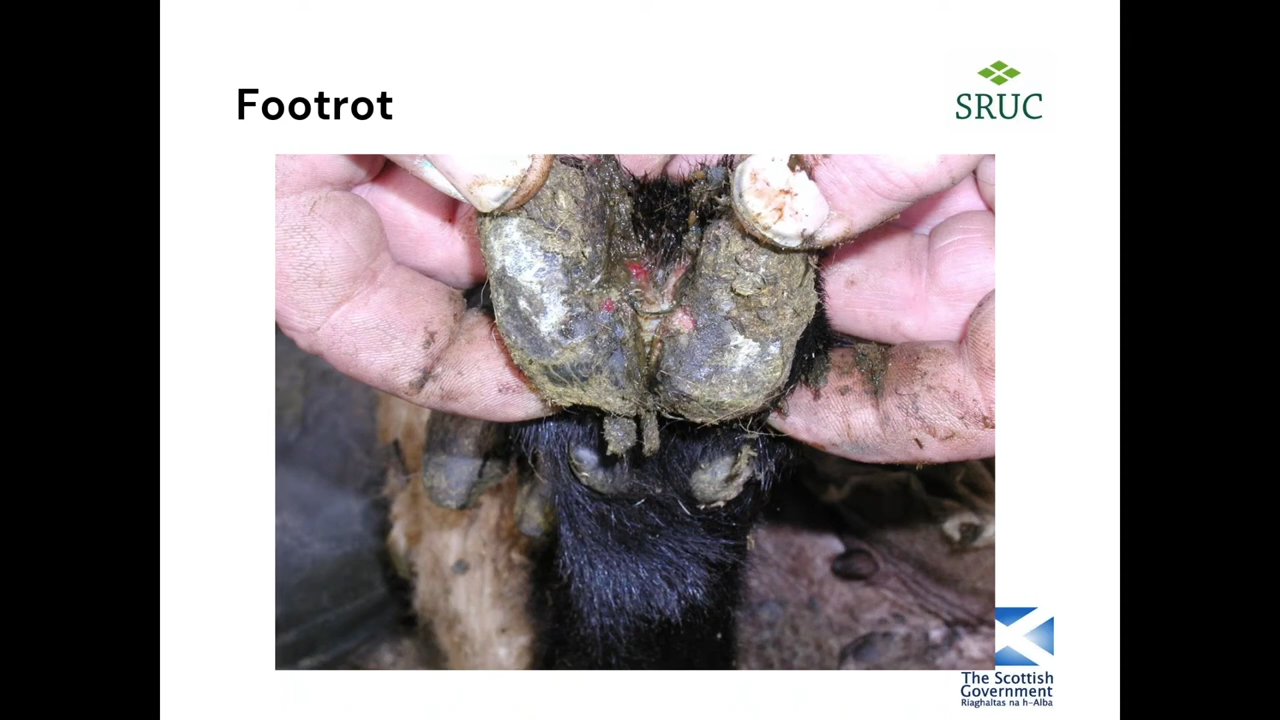 Footrot
SRUC
The Scottish
Government
Riaghaltas na h-Alba